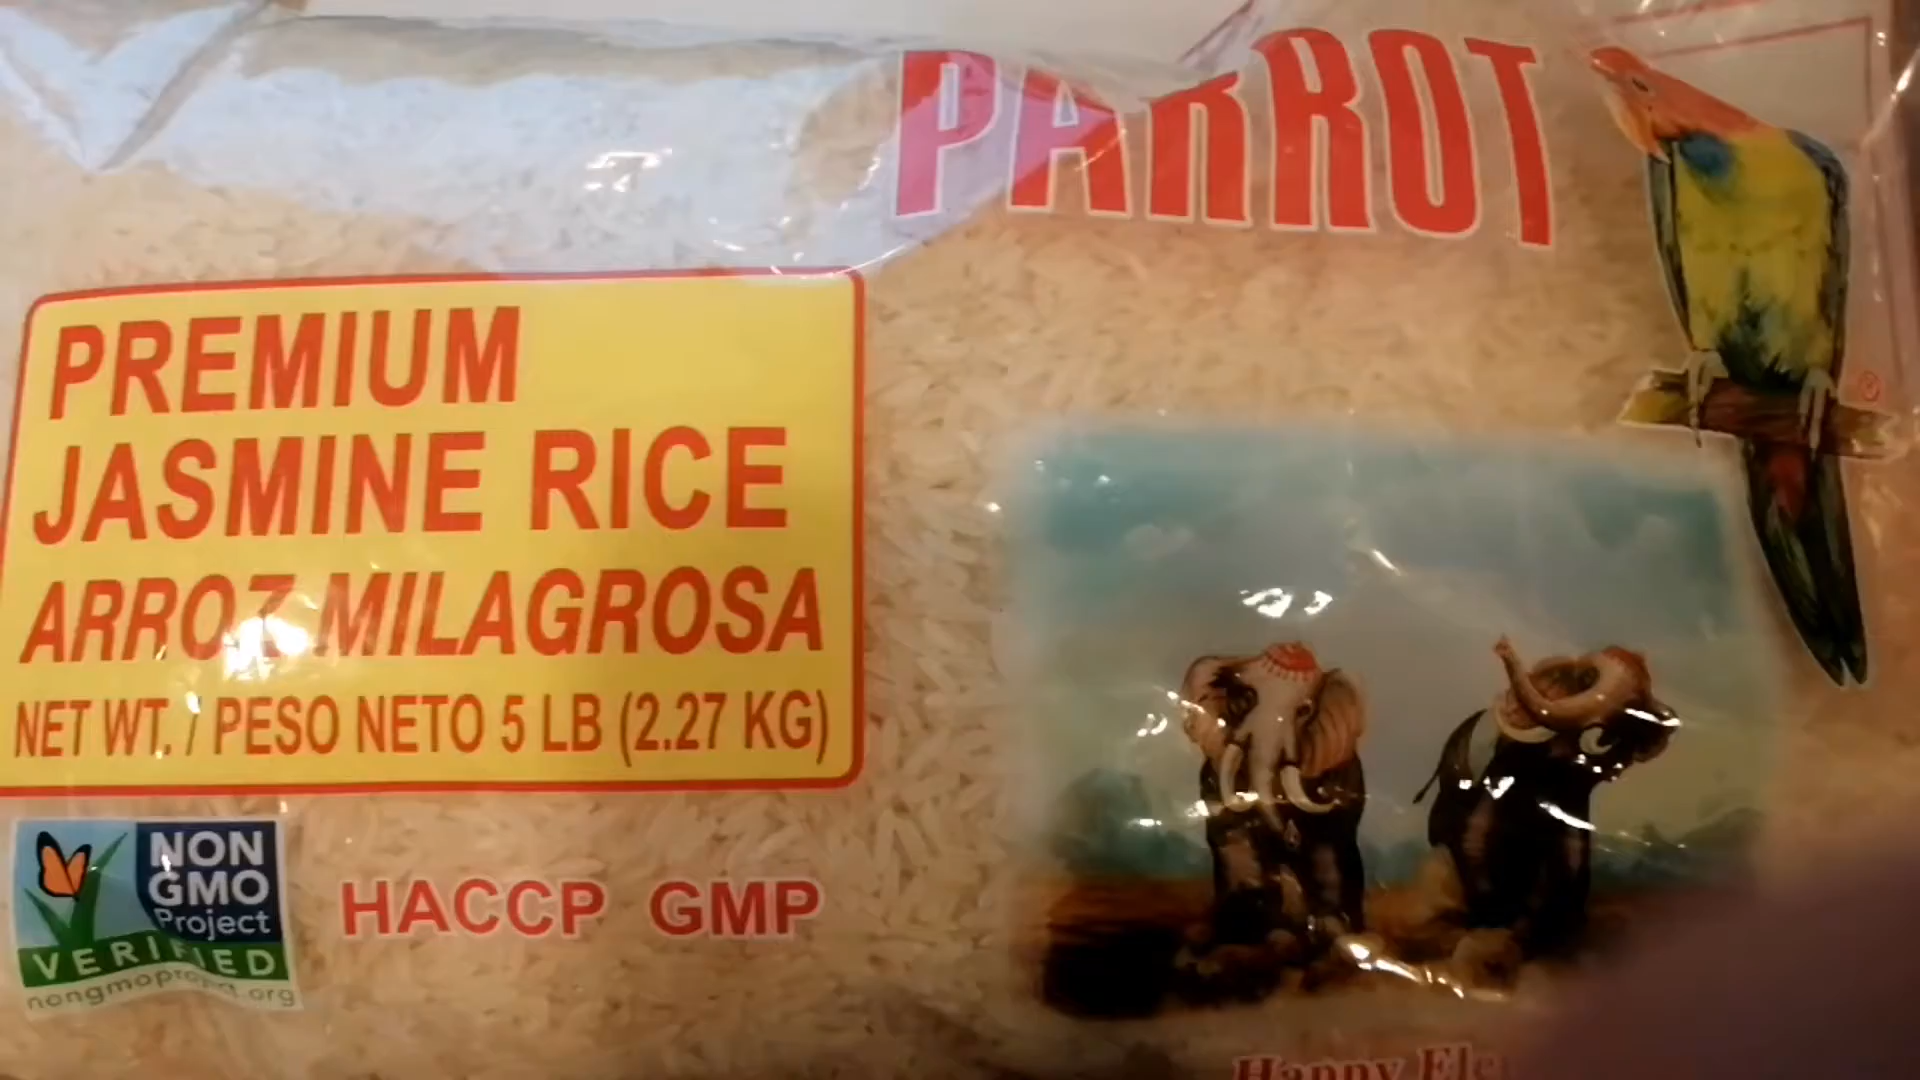 PARROT
®
PREMIUM
JASMINE RICE
ARROZ MILAGROSA
NET WT. / PESO NETO 5 LB (2.27 KG)
NON
GMO
Project
VERIFIED
nongmoproject.org
HACCP GMP
Happy